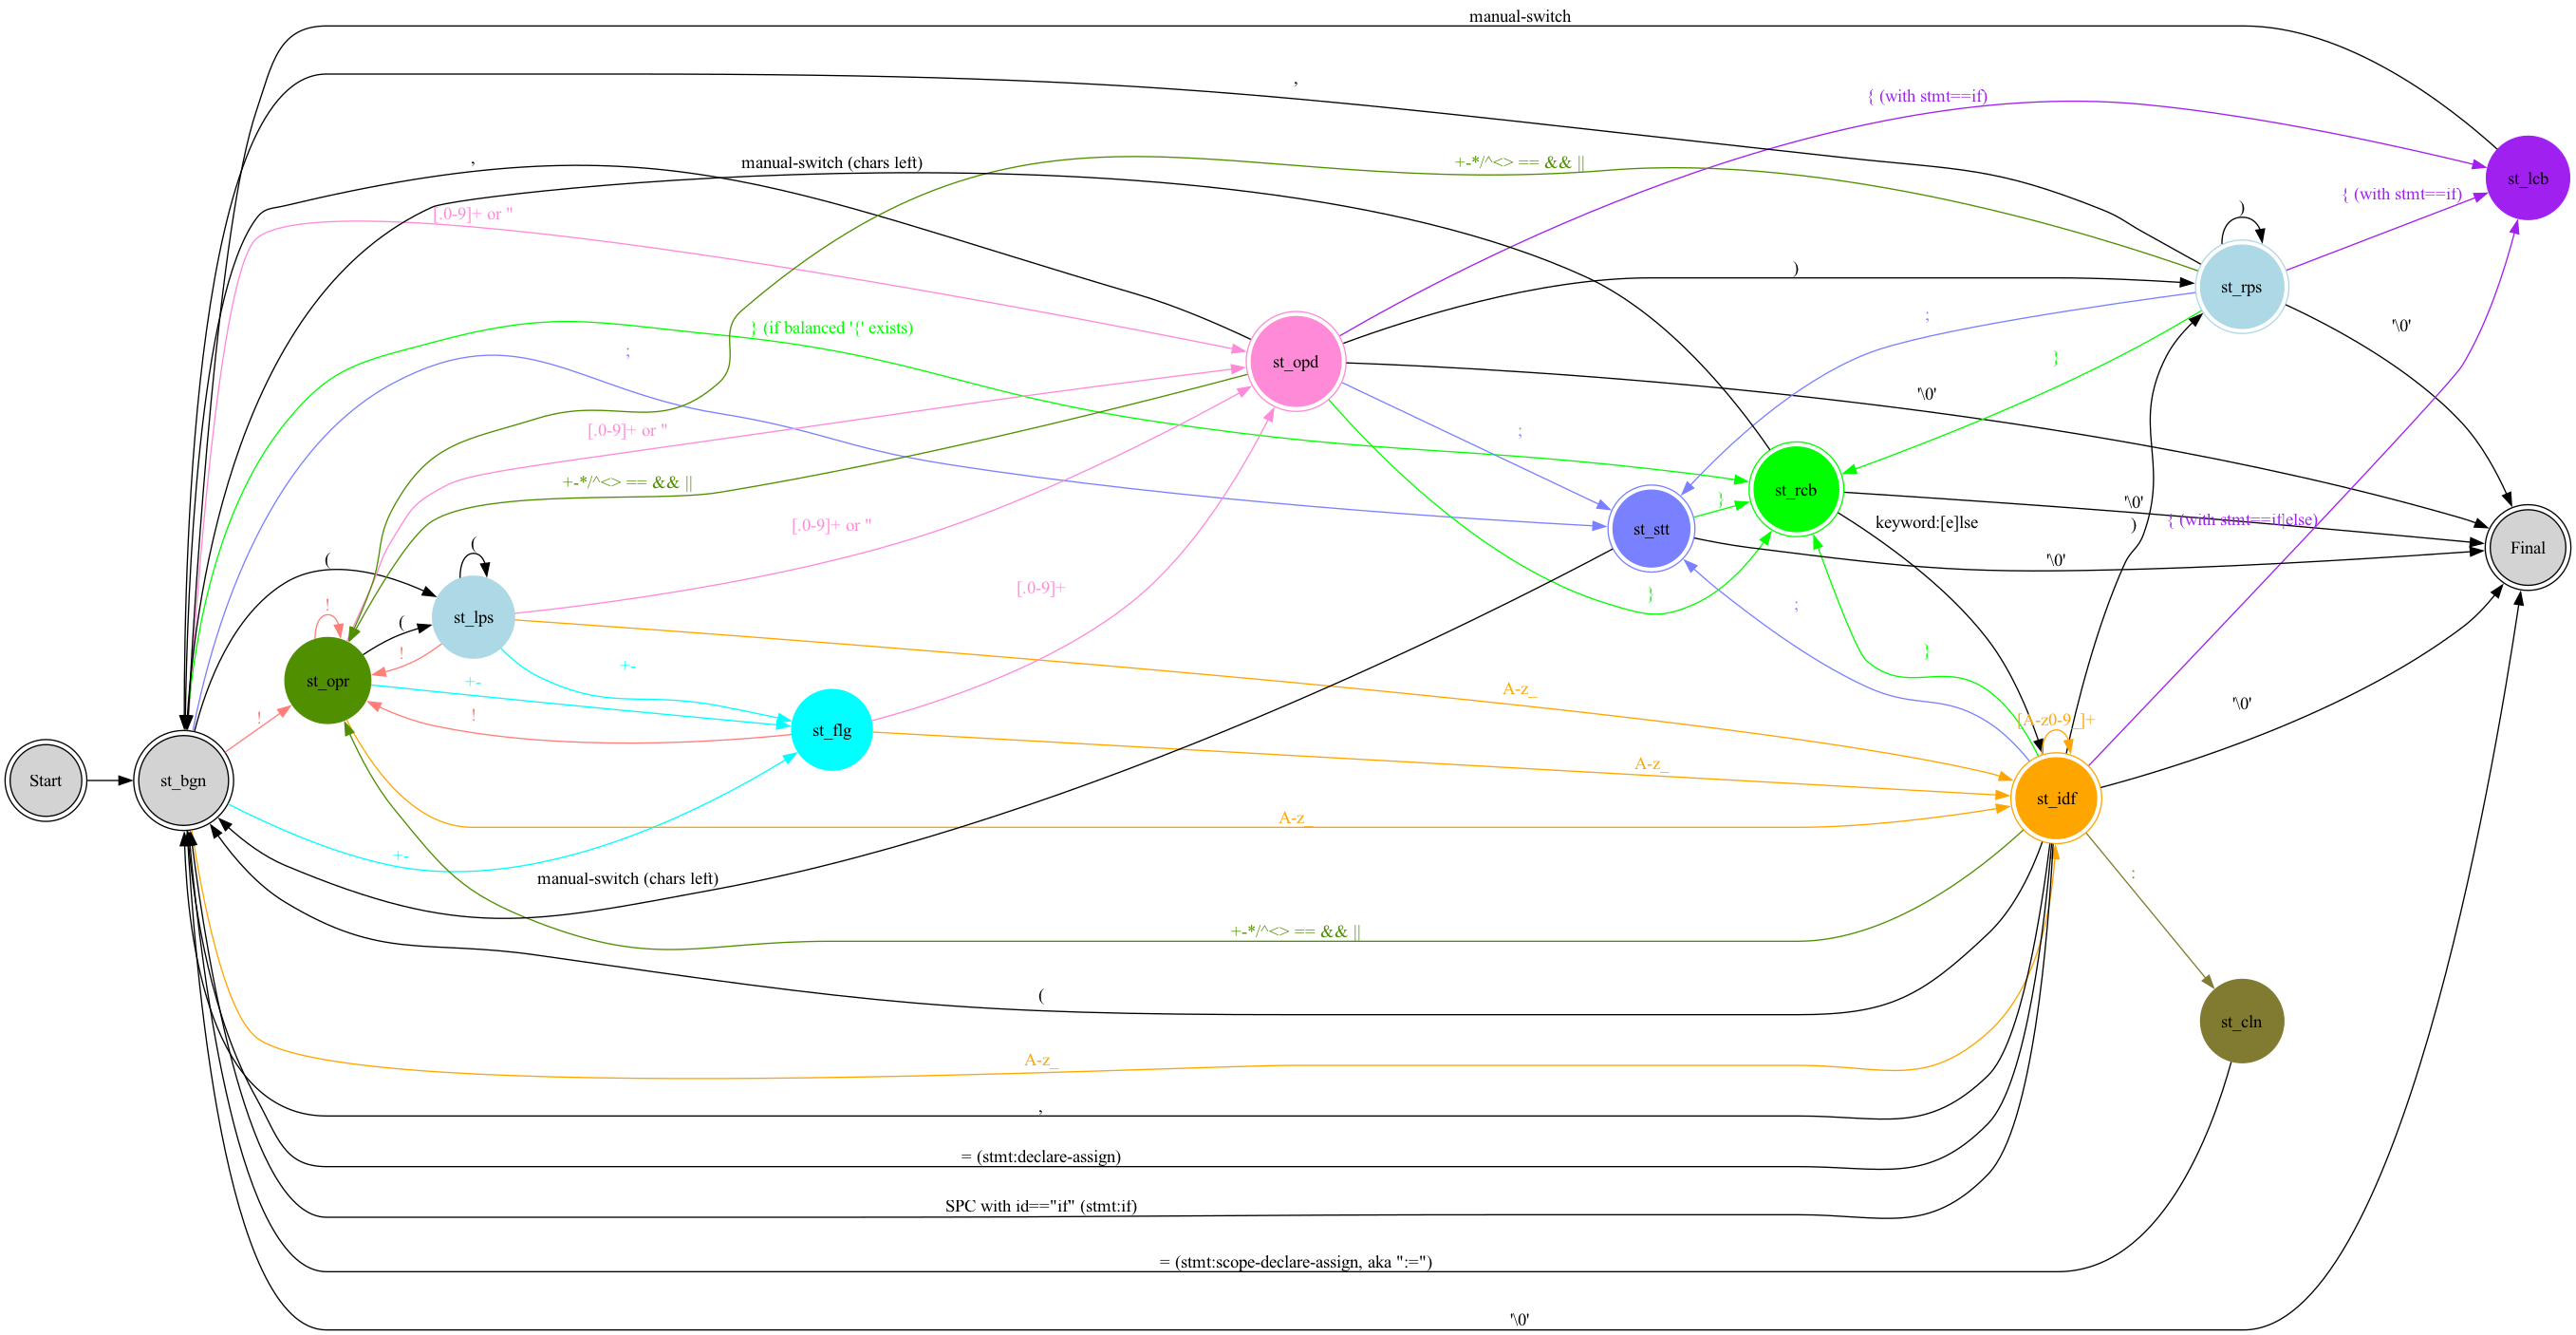 manual-switch
,
{ (with stmt==if)
,
manual-switch (chars left)
+-*/^<> == && ||
st_lcb
{ (with stmt==if)
[.0-9]+ or "
)
)
st_rps
;
} (if balanced '{' exists)
'\0'
;
}
st_opd
'\0'
[.0-9]+ or "
;
+-*/^<> == && ||
st_rcb
}
'\0'
[.0-9]+ or "
keyword:[e]lse
{ (with stmt==if|else)
)
st_stt
(
Final
(
'\0'
[.0-9]+
}
!
st_lps
;
(
!
+-
}
st_opr
+-
A-z_
'\0'
!
!
[A-z0-9_]+
st_flg
A-z_
Start
st_bgn
st_idf
A-z_
+-
:
manual-switch (chars left)
+-*/^<> == && ||
(
st_cln
A-z_
,
= (stmt:declare-assign)
SPC with id=="if" (stmt:if)
= (stmt:scope-declare-assign, aka ":=")
'\0'